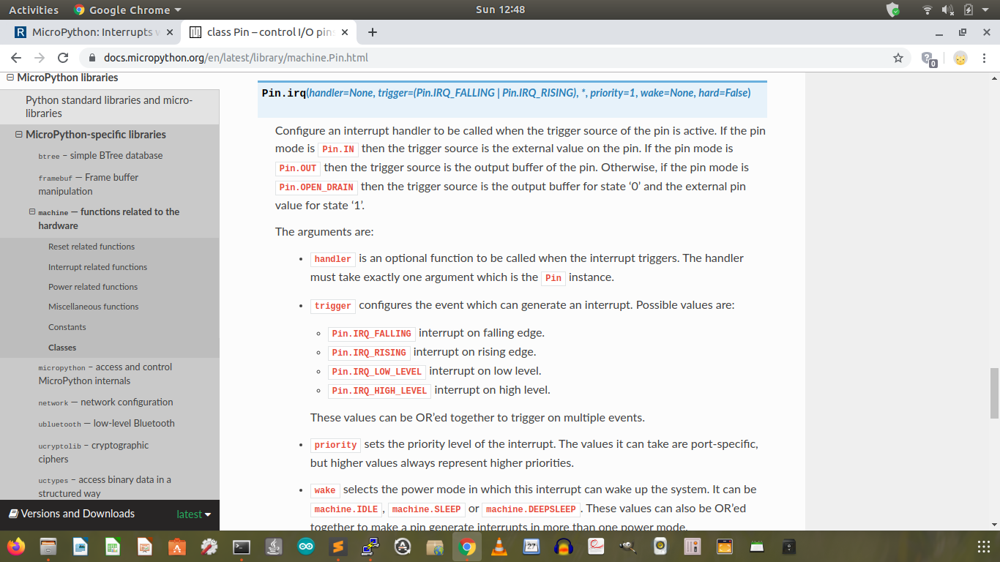 Activities Google Chrome Sun 12:48
MicroPython: Interrupts w
class Pin – control I/O pins
docs.micropython.org/en/latest/library/machine.Pin.html
0
MicroPython libraries
Python standard libraries and micro-
libraries
MicroPython-specific libraries
btree – simple BTree database
framebuf — Frame buffer
manipulation
machine — functions related to the
hardware
Reset related functions
Interrupt related functions
Power related functions
Miscellaneous functions
Constants
Classes
micropython – access and control
MicroPython internals
network — network configuration
ubluetooth — low-level Bluetooth
ucryptolib – cryptographic
ciphers
uctypes – access binary data in a
structured way
Versions and Downloads latest
Pin.irq(handler=None, trigger=(Pin.IRQ_FALLING | Pin.IRQ_RISING), *, priority=1, wake=None, hard=False)
Configure an interrupt handler to be called when the trigger source of the pin is active. If the pin
mode is Pin.IN then the trigger source is the external value on the pin. If the pin mode is
Pin.OUT then the trigger source is the output buffer of the pin. Otherwise, if the pin mode is
Pin.OPEN_DRAIN then the trigger source is the output buffer for state ‘0’ and the external pin
value for state ‘1’.
The arguments are:
• handler is an optional function to be called when the interrupt triggers. The handler
must take exactly one argument which is the Pin instance.
• trigger configures the event which can generate an interrupt. Possible values are:
◦ Pin.IRQ_FALLING interrupt on falling edge.
◦ Pin.IRQ_RISING interrupt on rising edge.
◦ Pin.IRQ_LOW_LEVEL interrupt on low level.
◦ Pin.IRQ_HIGH_LEVEL interrupt on high level.
These values can be OR’ed together to trigger on multiple events.
• priority sets the priority level of the interrupt. The values it can take are port-specific,
but higher values always represent higher priorities.
• wake selects the power mode in which this interrupt can wake up the system. It can be
machine.IDLE, machine.SLEEP or machine.DEEPSLEEP. These values can also be OR’ed
together to make a pin generate interrupts in more than one power mode.
27